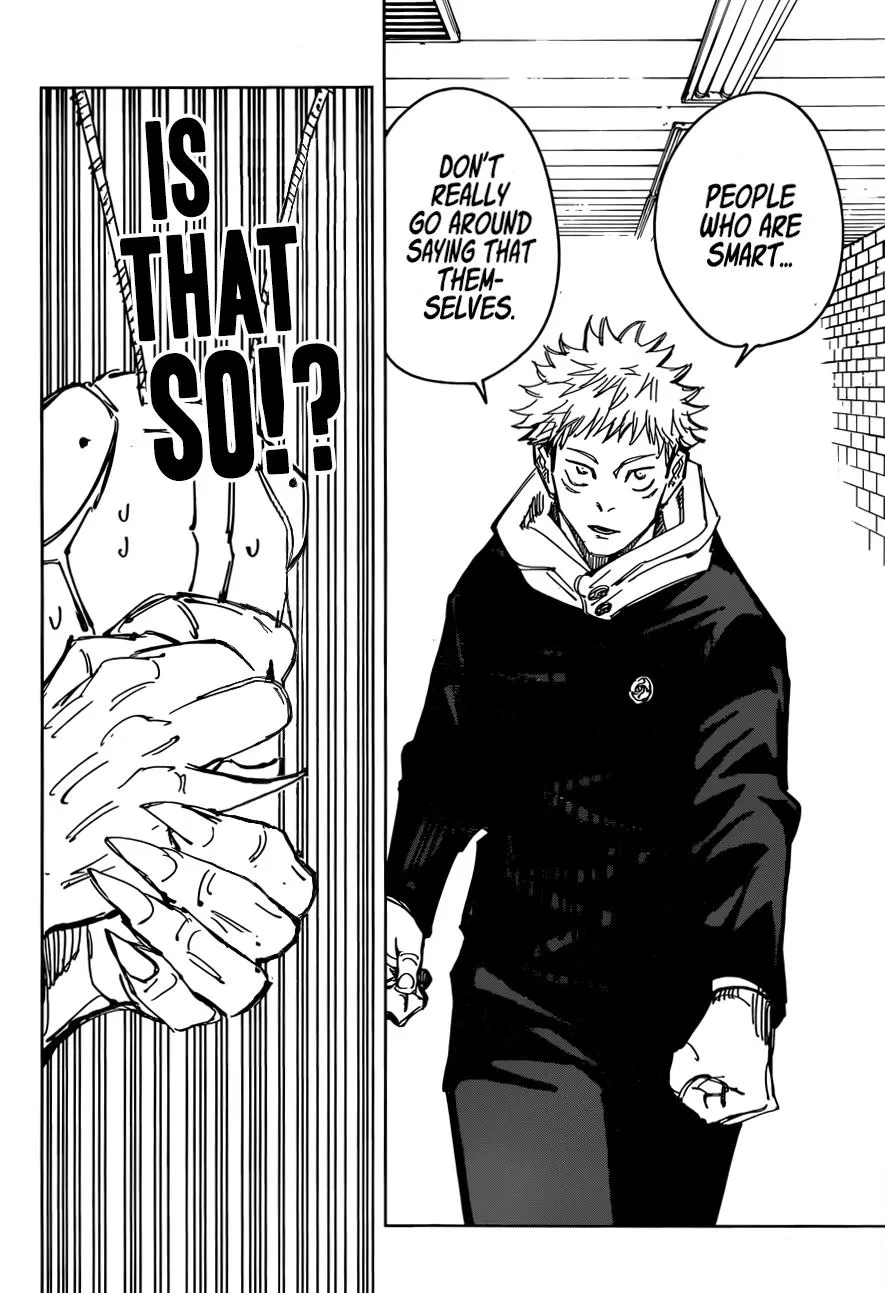 PEOPLE
WHO ARE
SMART...
DON'T
REALLY
GO AROUND
SAYING THAT
THEM-
SELVES.
IS
THAT
SO!?